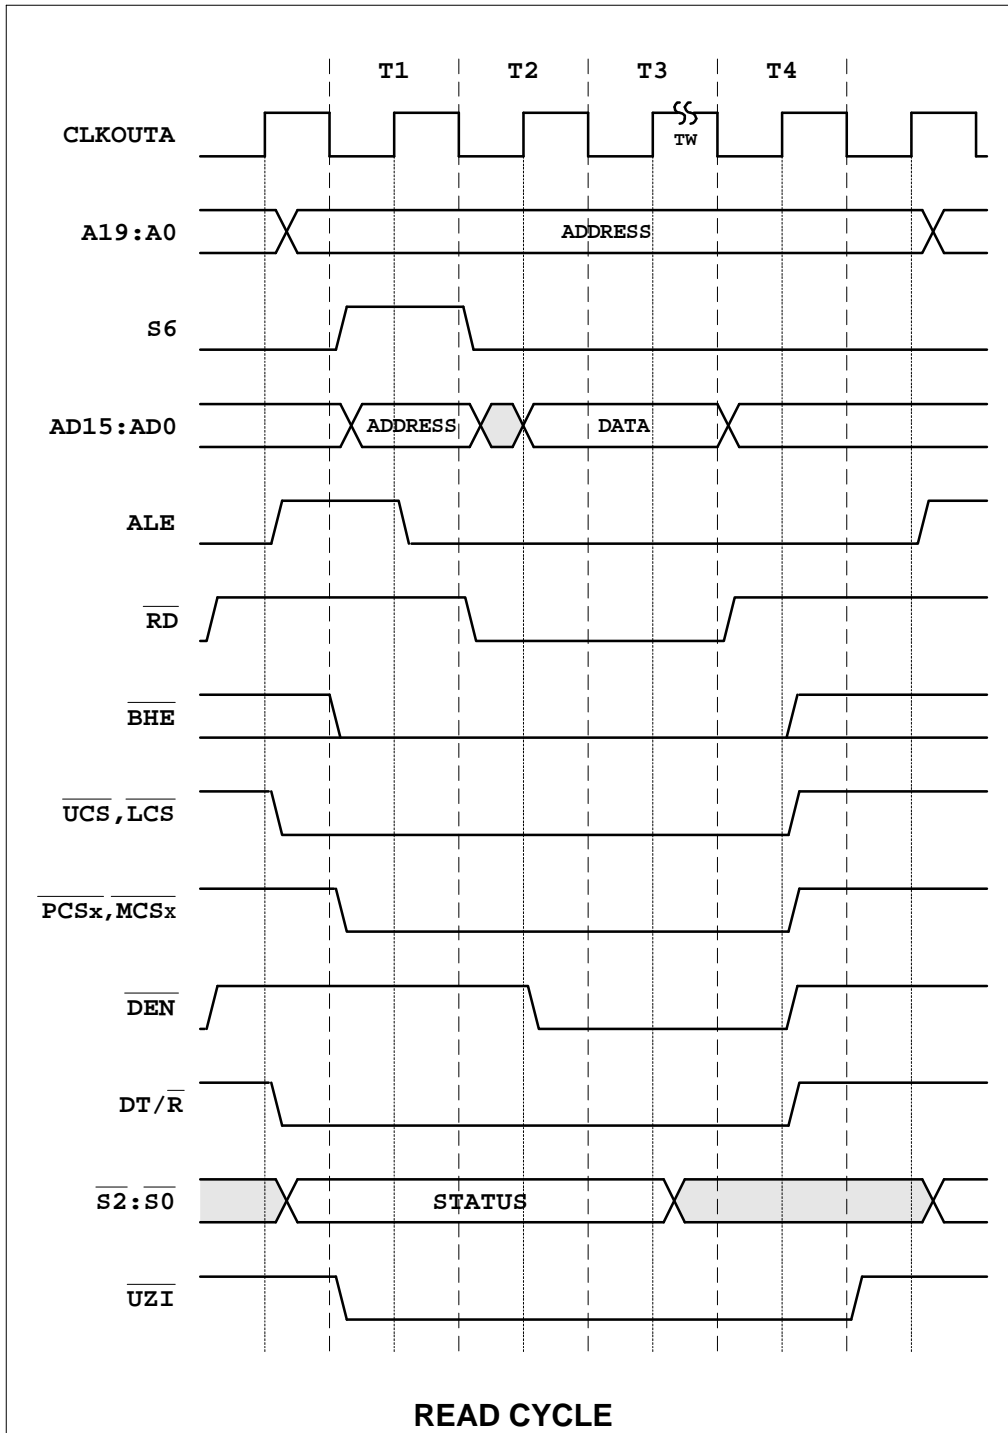 T1 T2 T3 T4
CLKOUTA
TW
A19:A0
ADDRESS
S6
AD15:AD0
ADDRESS
DATA
ALE
RD
BHE
UCS,LCS
PCSx,MCSx
DEN
DT/R
S2:S0
STATUS
UZI
READ CYCLE